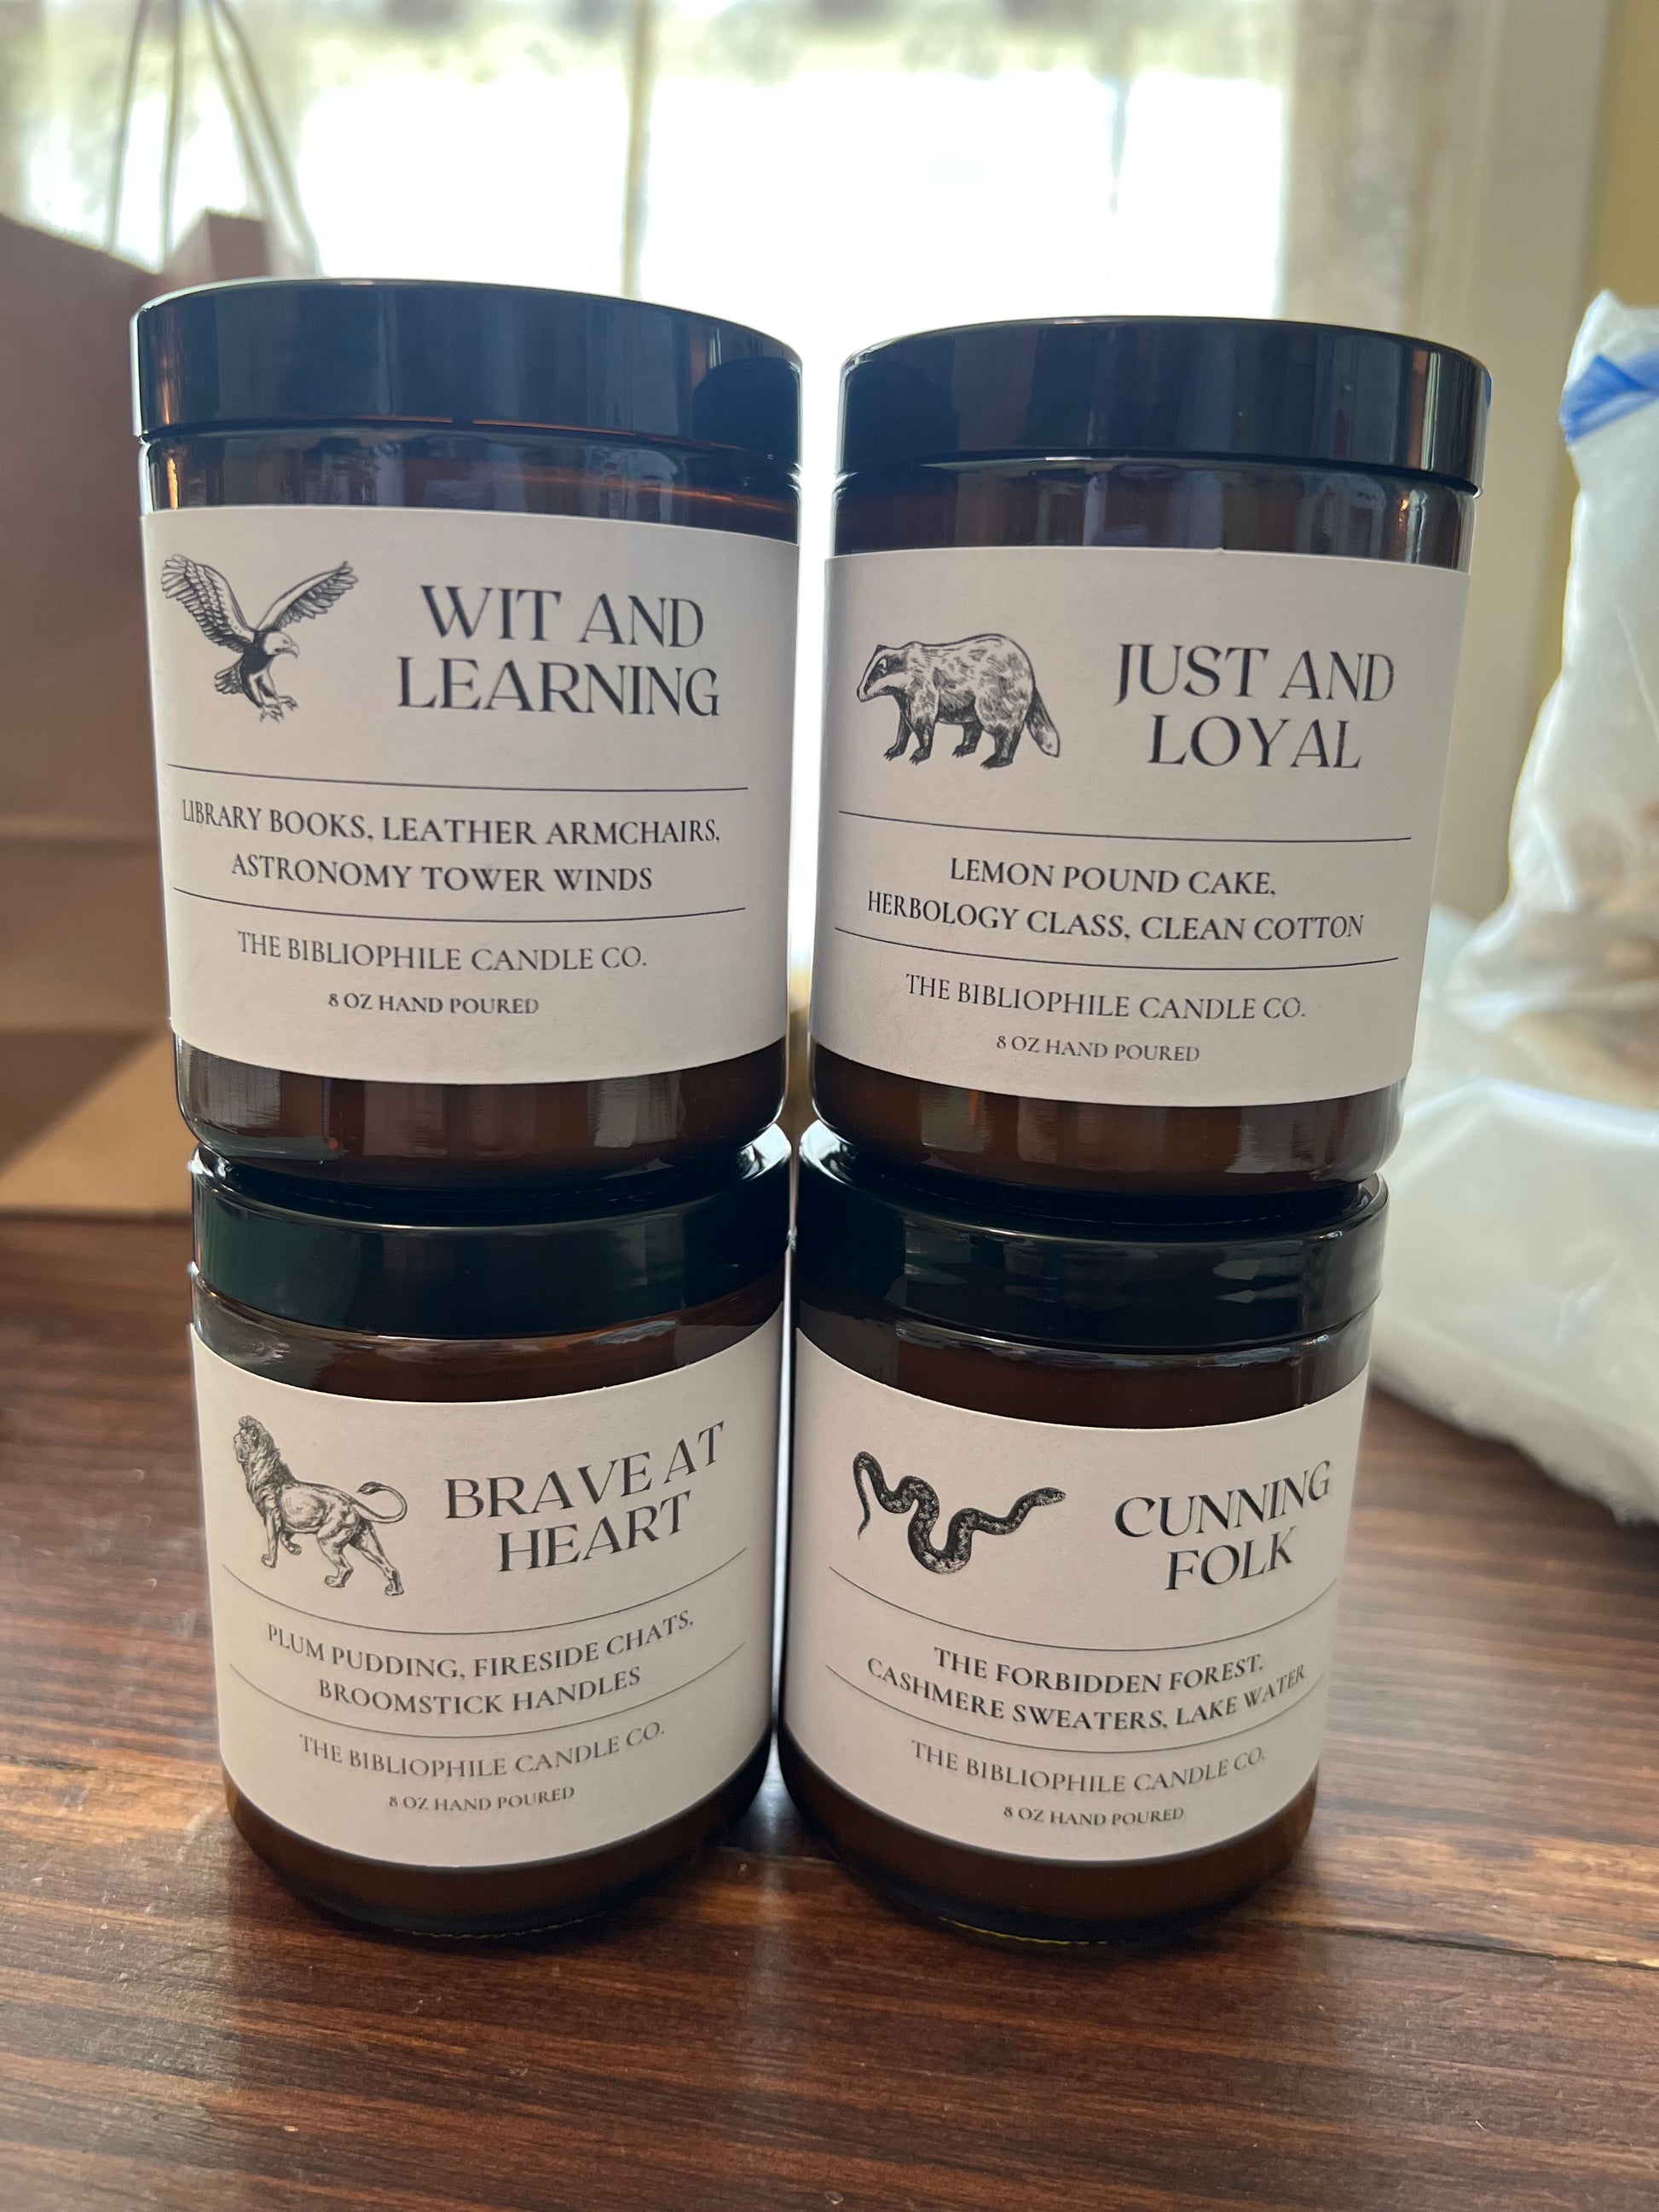 WIT AND
LEARNING
LIBRARY BOOKS, LEATHER ARMCHAIRS,
ASTRONOMY TOWER WINDS
THE BIBLIOPHILE CANDLE CO.
8 OZ HAND POURED
JUST AND
LOYAL
LEMON POUND CAKE,
HERBOLOGY CLASS, CLEAN COTTON
THE BIBLIOPHILE CANDLE CO.
8 OZ HAND POURED
BRAVE AT
HEART
PLUM PUDDING, FIRESIDE CHATS,
BROOMSTICK HANDLES
THE BIBLIOPHILE CANDLE CO.
8 OZ HAND POURED
CUNNING
FOLK
THE FORBIDDEN FOREST,
CASHMERE SWEATERS, LAKE WATER
THE BIBLIOPHILE CANDLE CO.
8 OZ HAND POURED